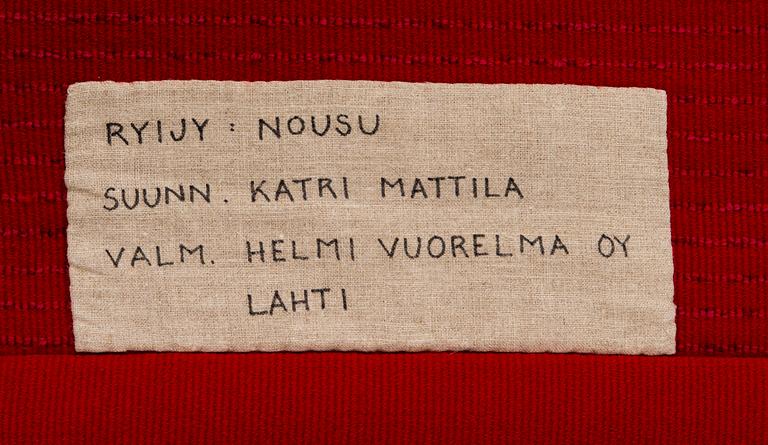 RYIJY : NOUSU
SUUNN. KATRI MATTILA
VALM. HELMI VUORELMA OY
LAHTI